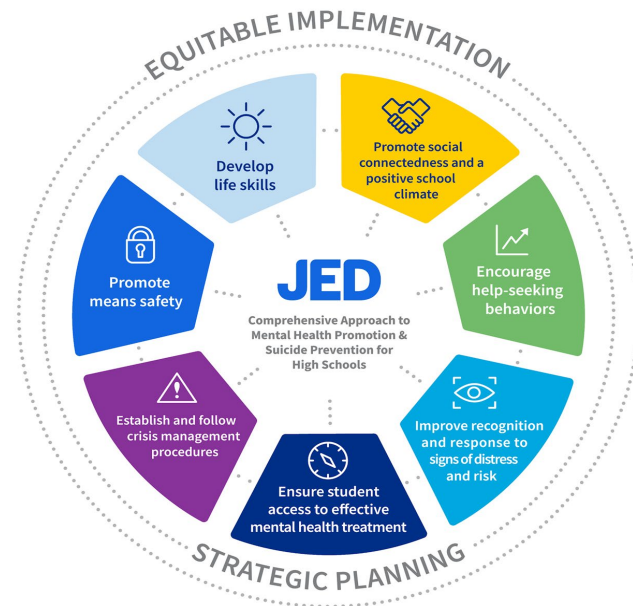 EQUITABLE IMPLEMENTATION
Develop
life skills
Promote social
connectedness and a
positive school
climate
Promote
means safety
Encourage
help-seeking
behaviors
JED
Comprehensive Approach to
Mental Health Promotion &
Suicide Prevention for
High Schools
Establish and follow
crisis management
procedures
Improve recognition
and response to
signs of distress
and risk
Ensure student
access to effective
mental health treatment
STRATEGIC PLANNING